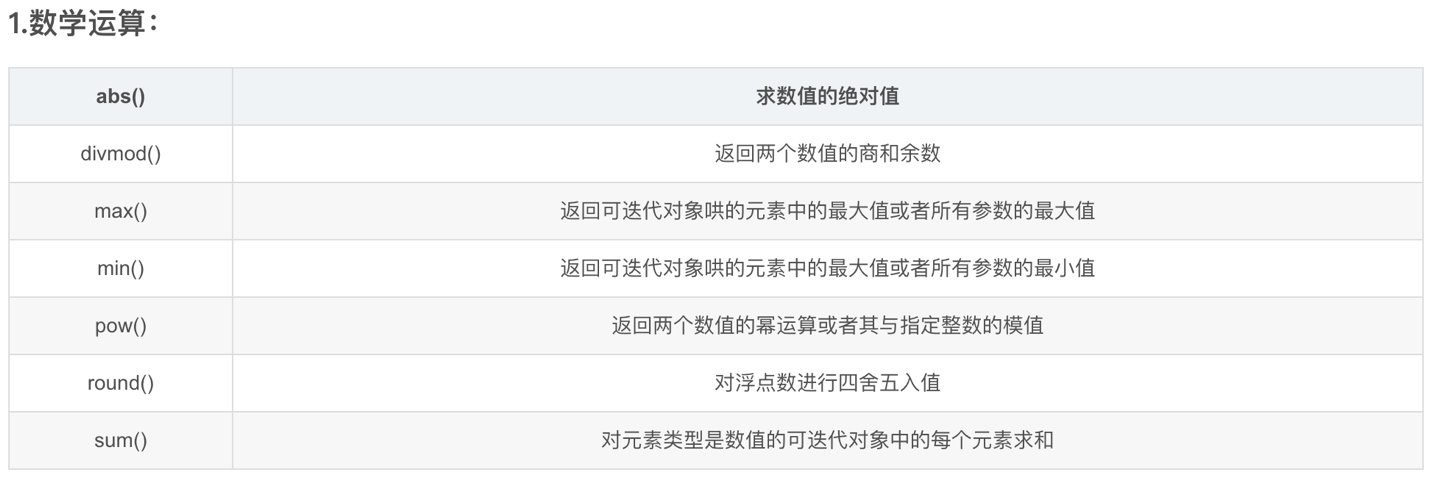 1.数学运算：
abs() 求数值的绝对值
divmod() 返回两个数值的商和余数
max() 返回可迭代对象哄的元素中的最大值或者所有参数的最大值
min() 返回可迭代对象哄的元素中的最大值或者所有参数的最小值
pow() 返回两个数值的幂运算或者其与指定整数的模值
round() 对浮点数进行四舍五入值
sum() 对元素类型是数值的可迭代对象中的每个元素求和